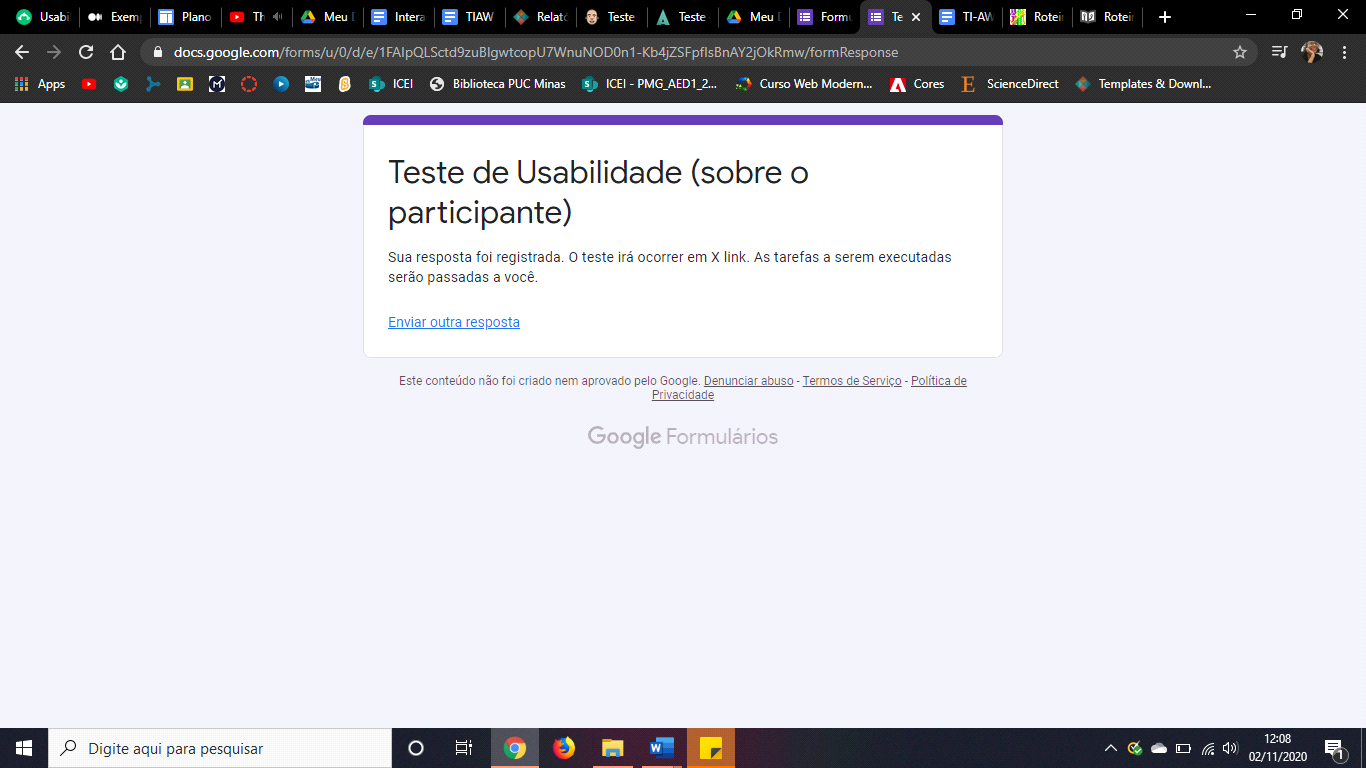 Usabi
Exemp
Plano
Th
Meu D
Intera
TIAW
Relató
Teste
Teste
Meu D
Formu
Te
TI-AW
Roteir
Roteir
docs.google.com/forms/u/0/d/e/1FAIpQLSctd9zuBlgwtcopU7WnuNOD0n1-Kb4jZSFpfIsBnAY2jOkRmw/formResponse
Apps
ICEI
Biblioteca PUC Minas
ICEI - PMG_AED1_2...
Curso Web Modern...
Cores
ScienceDirect
Templates & Downl...
Teste de Usabilidade (sobre o
participante)
Sua resposta foi registrada. O teste irá ocorrer em X link. As tarefas a serem executadas
serão passadas a você.
Enviar outra resposta
Este conteúdo não foi criado nem aprovado pelo Google. Denunciar abuso - Termos de Serviço - Política de
Privacidade
Google Formulários
Digite aqui para pesquisar
12:08
02/11/2020
1